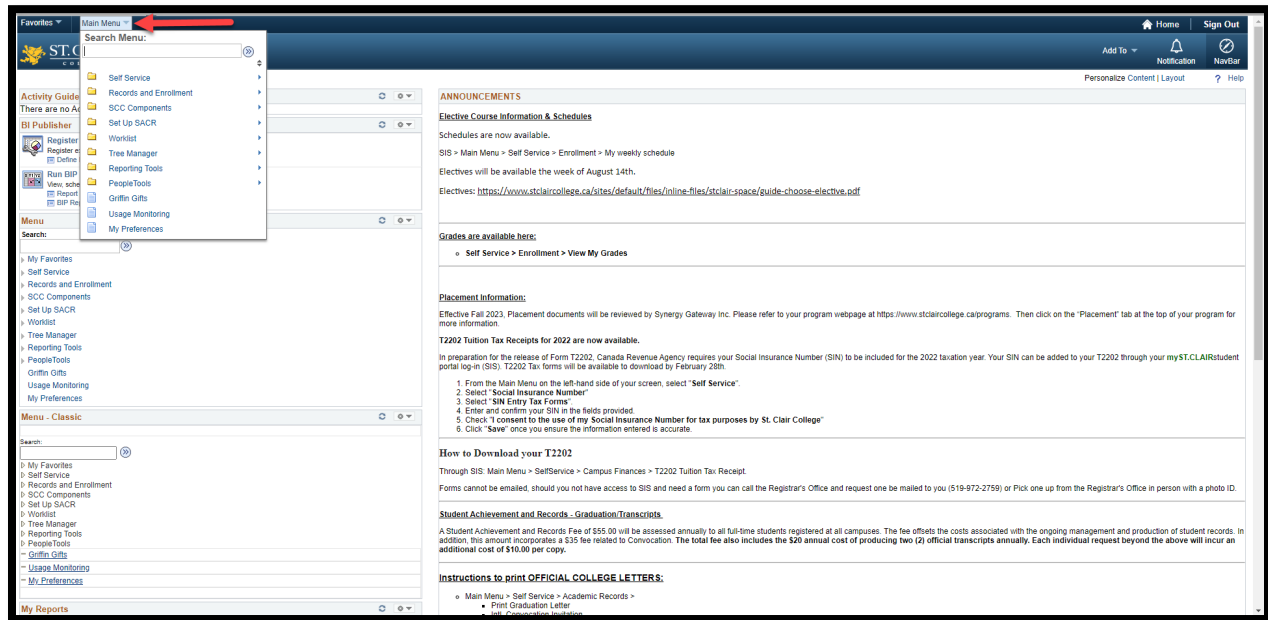 Favorites
Main Menu
Home
Sign Out
Search Menu:
ST.C
Add To
Notification
NavBar
Personalize Content | Layout
? Help
Self Service
Records and Enrollment
SCC Components
Set Up SACR
Worklist
Tree Manager
Reporting Tools
PeopleTools
Griffin Gifts
Usage Monitoring
My Preferences
Activity Guide
There are no Ac
BI Publisher
Register
Register e
Define
Run BIP
View, sche
Report
BIP Re
Menu
Search:
My Favorites
Self Service
Records and Enrollment
SCC Components
Set Up SACR
Worklist
Tree Manager
Reporting Tools
PeopleTools
Griffin Gifts
Usage Monitoring
My Preferences
Menu - Classic
Search:
My Favorites
Self Service
Records and Enrollment
SCC Components
Set Up SACR
Worklist
Tree Manager
Reporting Tools
PeopleTools
Griffin Gifts
Usage Monitoring
My Preferences
My Reports
ANNOUNCEMENTS
Elective Course Information & Schedules
Schedules are now available.
SIS > Main Menu > Self Service > Enrollment > My weekly schedule
Electives will be available the week of August 14th.
Electives: https://www.stclaircollege.ca/sites/default/files/inline-files/stclair-space/guide-choose-elective.pdf
Grades are available here:
Self Service > Enrollment > View My Grades
Placement Information:
Effective Fall 2023, Placement documents will be reviewed by Synergy Gateway Inc. Please refer to your program webpage at https://www.stclaircollege.ca/programs. Then click on the "Placement" tab at the top of your program for
more information.
T2202 Tuition Tax Receipts for 2022 are now available.
In preparation for the release of Form T2202, Canada Revenue Agency requires your Social Insurance Number (SIN) to be included for the 2022 taxation year. Your SIN can be added to your T2202 through your myST.CLAIRstudent
portal log-in (SIS). T2202 Tax forms will be available to download by February 28th.
1. From the Main Menu on the left-hand side of your screen, select "Self Service".
2. Select "Social Insurance Number"
3. Select "SIN Entry Tax Forms".
4. Enter and confirm your SIN in the fields provided.
5. Check "I consent to the use of my Social Insurance Number for tax purposes by St. Clair College"
6. Click "Save" once you ensure the information entered is accurate.
How to Download your T2202
Through SIS: Main Menu > SelfService > Campus Finances > T2202 Tuition Tax Receipt.
Forms cannot be emailed, should you not have access to SIS and need a form you can call the Registrar's Office and request one be mailed to you (519-972-2759) or Pick one up from the Registrar's Office in person with a photo ID.
Student Achievement and Records - Graduation/Transcripts
A Student Achievement and Records Fee of $55.00 will be assessed annually to all full-time students registered at all campuses. The fee offsets the costs associated with the ongoing management and production of student records. In
addition, this amount incorporates a $35 fee related to Convocation. The total fee also includes the $20 annual cost of producing two (2) official transcripts annually. Each individual request beyond the above will incur an
additional cost of $10.00 per copy.
Instructions to print OFFICIAL COLLEGE LETTERS:
Main Menu > Self Service > Academic Records >
Print Graduation Letter
Intl. Convocation Invitation